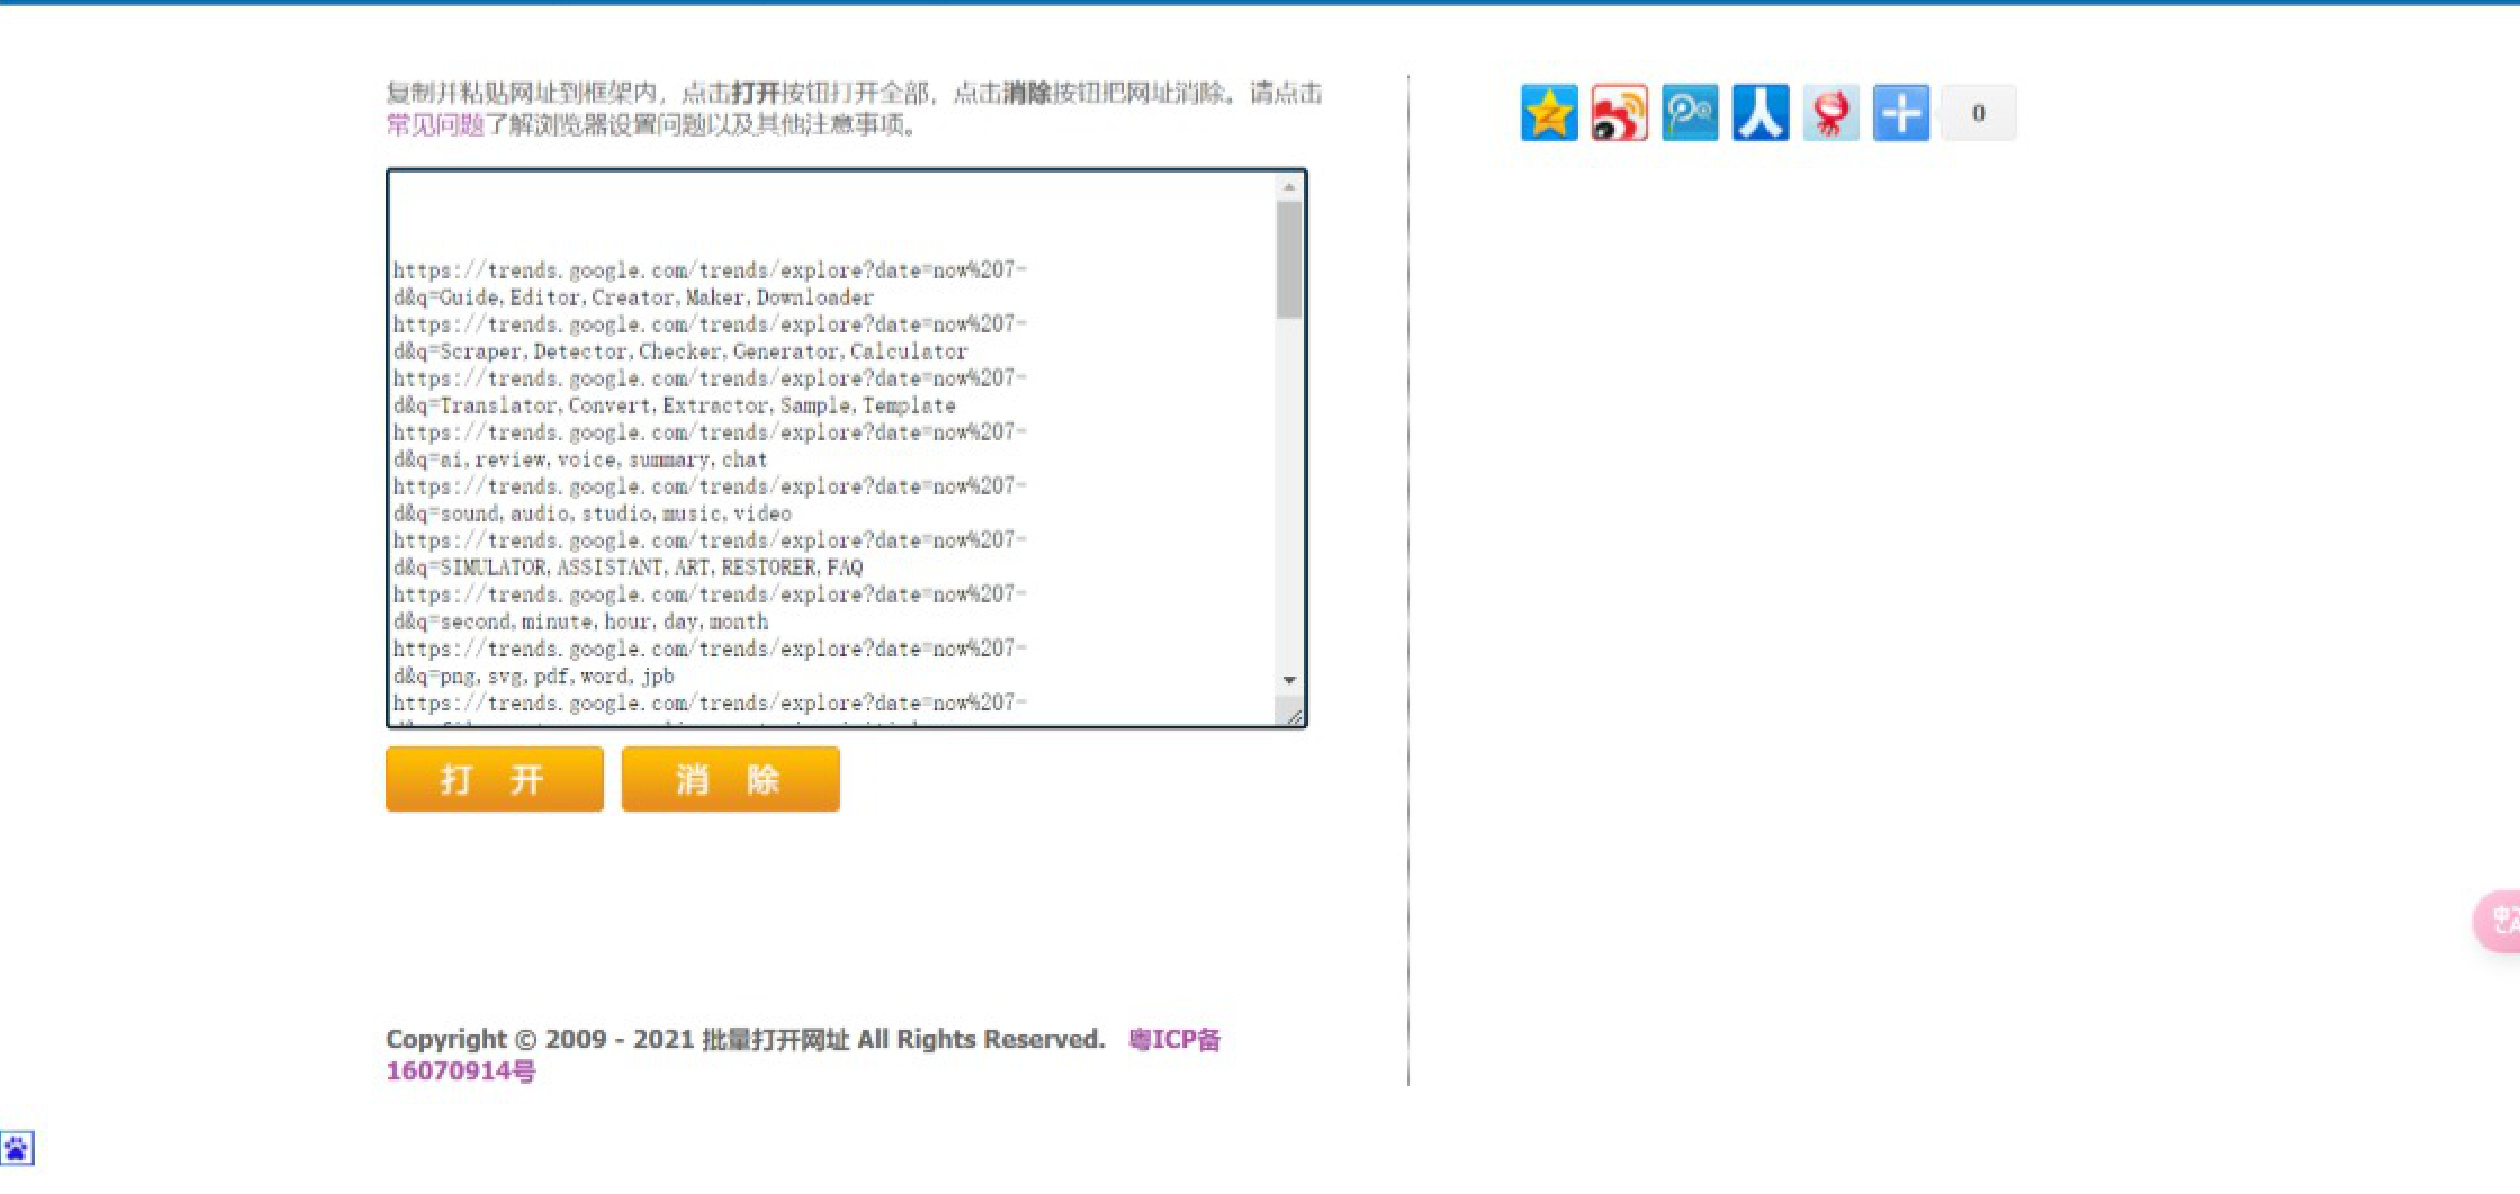 复制并粘贴网址到框架内，点击打开按钮打开全部，点击消除按钮把网址消除。请点击
常见问题了解浏览器设置问题以及其他注意事项。
0
https://trends.google.com/trends/explore?date=now%207-
d&q=Guide,Editor,Creator,Maker,Downloader
https://trends.google.com/trends/explore?date=now%207-
d&q=Scraper,Detector,Checker,Generator,Calculator
https://trends.google.com/trends/explore?date=now%207-
d&q=Translator,Convert,Extractor,Sample,Template
https://trends.google.com/trends/explore?date=now%207-
d&q=ai,review,voice,summary,chat
https://trends.google.com/trends/explore?date=now%207-
d&q=sound,audio,studio,music,video
https://trends.google.com/trends/explore?date=now%207-
d&q=SIMULATOR,ASSISTANT,ART,RESTORER,FAQ
https://trends.google.com/trends/explore?date=now%207-
d&q=second,minute,hour,day,month
https://trends.google.com/trends/explore?date=now%207-
d&q=png,svg,pdf,word,jpb
https://trends.google.com/trends/explore?date=now%207-
打 开
消 除
Copyright © 2009 - 2021 批量打开网址 All Rights Reserved. 粤ICP备
16070914号